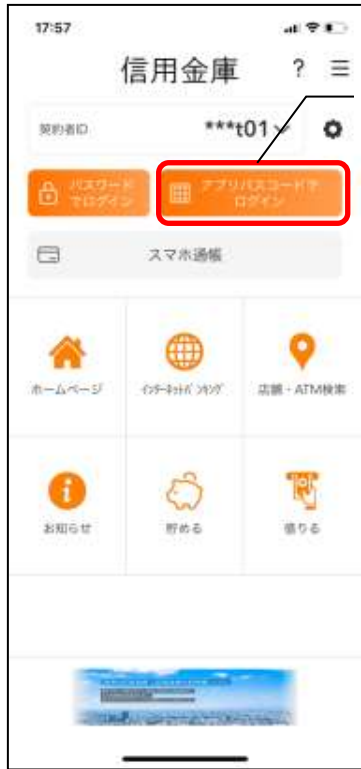 17:57
信用金庫 ?
契約者ID ***t01
パスワード
でログイン
アプリパスコードで
ログイン
スマホ通帳
ホームページ
インターネットバンキング
店舗・ATM検索
お知らせ
貯める
借りる